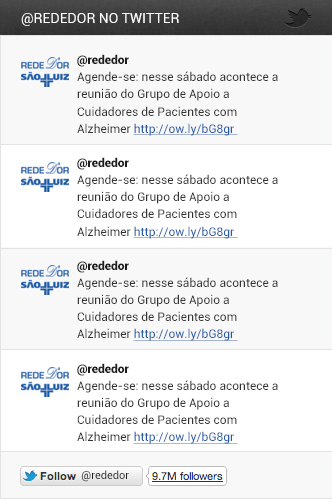 @REDEDOR NO TWITTER
REDE D'OR
SÃO LUIZ
@rededor
Agende-se: nesse sábado acontece a
reunião do Grupo de Apoio a
Cuidadores de Pacientes com
Alzheimer http://ow.ly/bG8gr
REDE D'OR
SÃO LUIZ
@rededor
Agende-se: nesse sábado acontece a
reunião do Grupo de Apoio a
Cuidadores de Pacientes com
Alzheimer http://ow.ly/bG8gr
REDE D'OR
SÃO LUIZ
@rededor
Agende-se: nesse sábado acontece a
reunião do Grupo de Apoio a
Cuidadores de Pacientes com
Alzheimer http://ow.ly/bG8gr
REDE D'OR
SÃO LUIZ
@rededor
Agende-se: nesse sábado acontece a
reunião do Grupo de Apoio a
Cuidadores de Pacientes com
Alzheimer http://ow.ly/bG8gr
Follow @rededor 9.7M followers